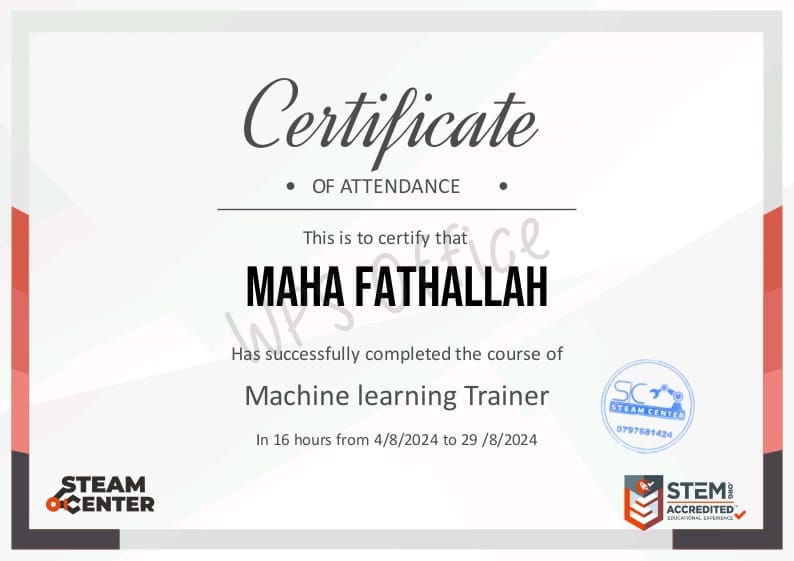 Certificate
• OF ATTENDANCE •
This is to certify that
MAHA FATHALLAH
WPS Office
Has successfully completed the course of
Machine learning Trainer
In 16 hours from 4/8/2024 to 29 /8/2024
SC
STEAM CENTER
0797681424
STEAM
CENTER
STEM.ORG
ACCREDITED™
EDUCATIONAL EXPERIENCE